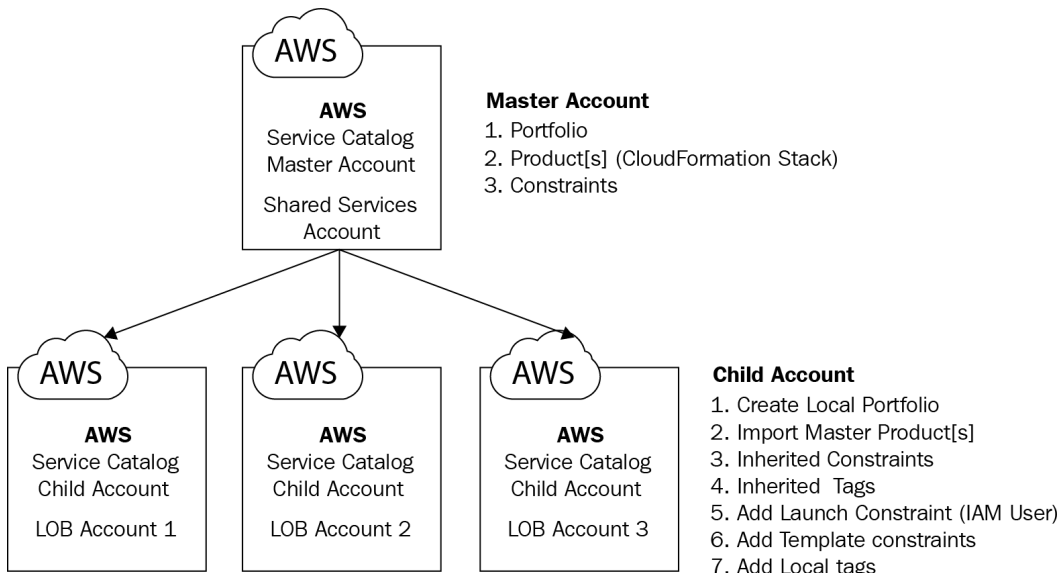 AWS
AWS
Service Catalog
Master Account
Shared Services
Account
Master Account
1. Portfolio
2. Product[s] (CloudFormation Stack)
3. Constraints
AWS
AWS
Service Catalog
Child Account
LOB Account 1
AWS
AWS
Service Catalog
Child Account
LOB Account 2
AWS
AWS
Service Catalog
Child Account
LOB Account 3
Child Account
1. Create Local Portfolio
2. Import Master Product[s]
3. Inherited Constraints
4. Inherited Tags
5. Add Launch Constraint (IAM User)
6. Add Template constraints
7. Add Local tags